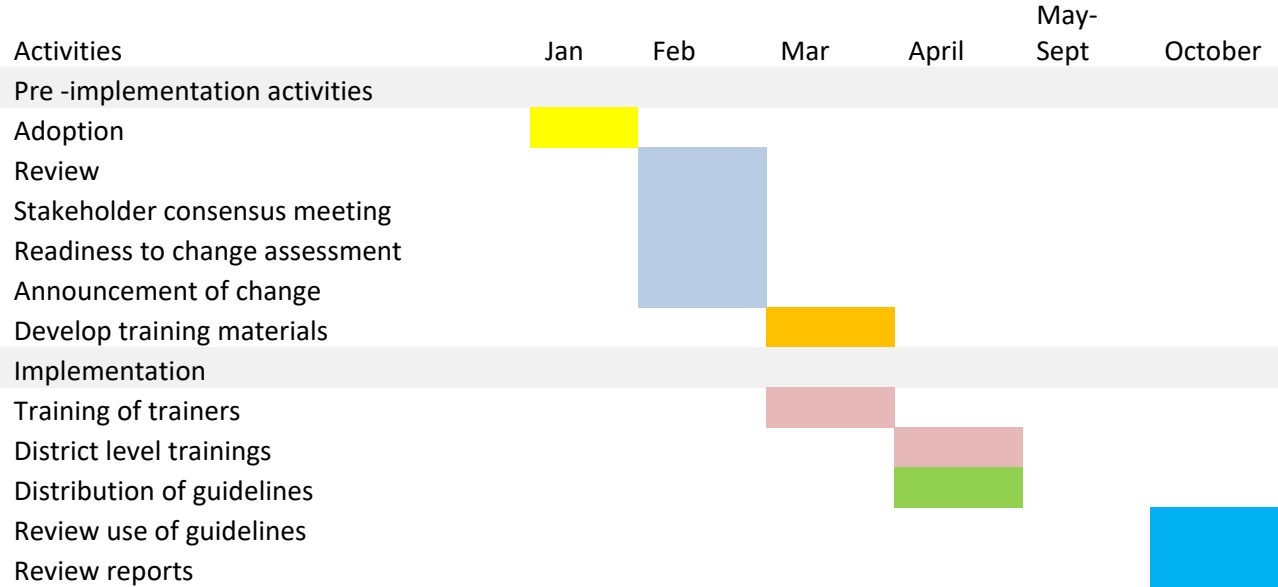 May-
Activities Jan Feb Mar April Sept October
Pre -implementation activities
Adoption
Review
Stakeholder consensus meeting
Readiness to change assessment
Announcement of change
Develop training materials
Implementation
Training of trainers
District level trainings
Distribution of guidelines
Review use of guidelines
Review reports